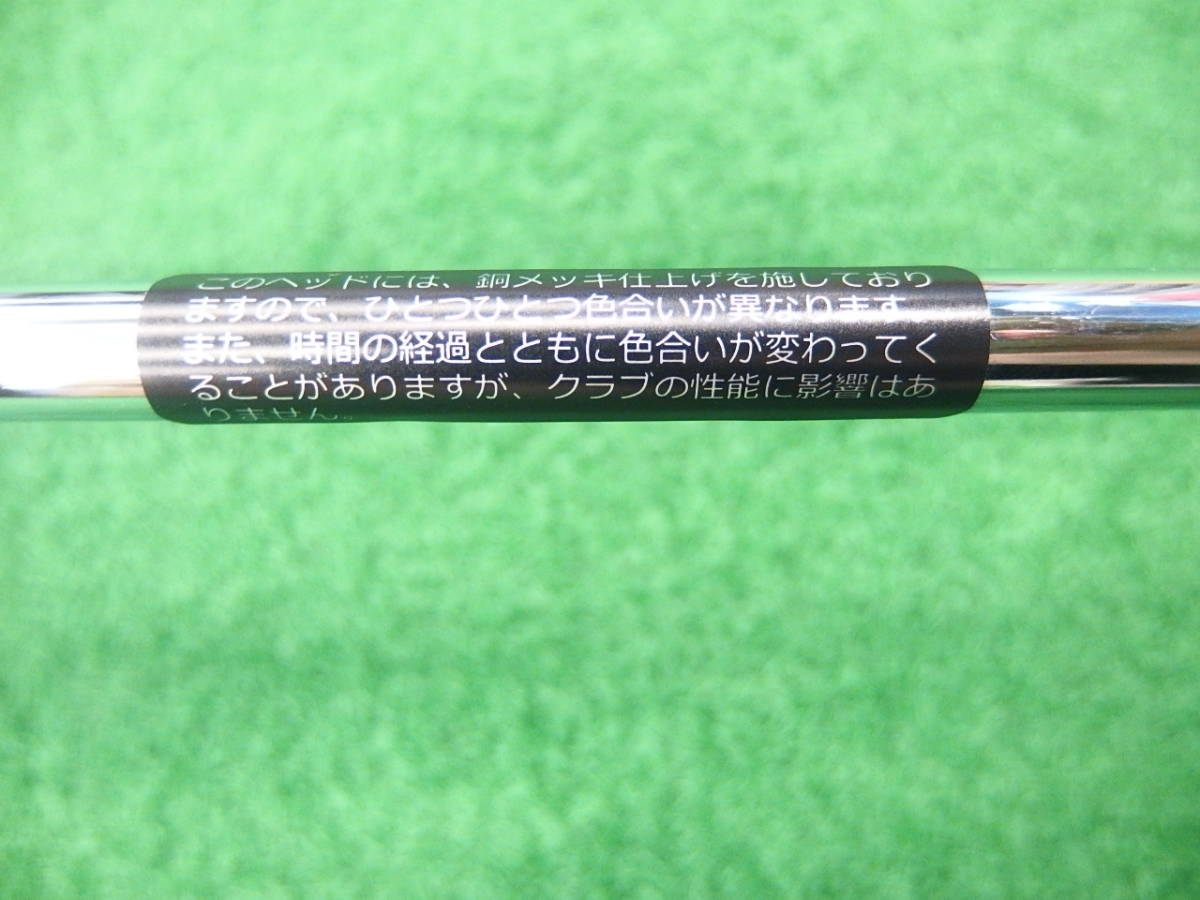 このヘッドには、銅メッキ仕上げを施しており
ますので、ひとつひとつ色合いが異なります。
また、時間の経過とともに色合いが変わってく
ることがありますが、クラブの性能に影響はあ
りません。